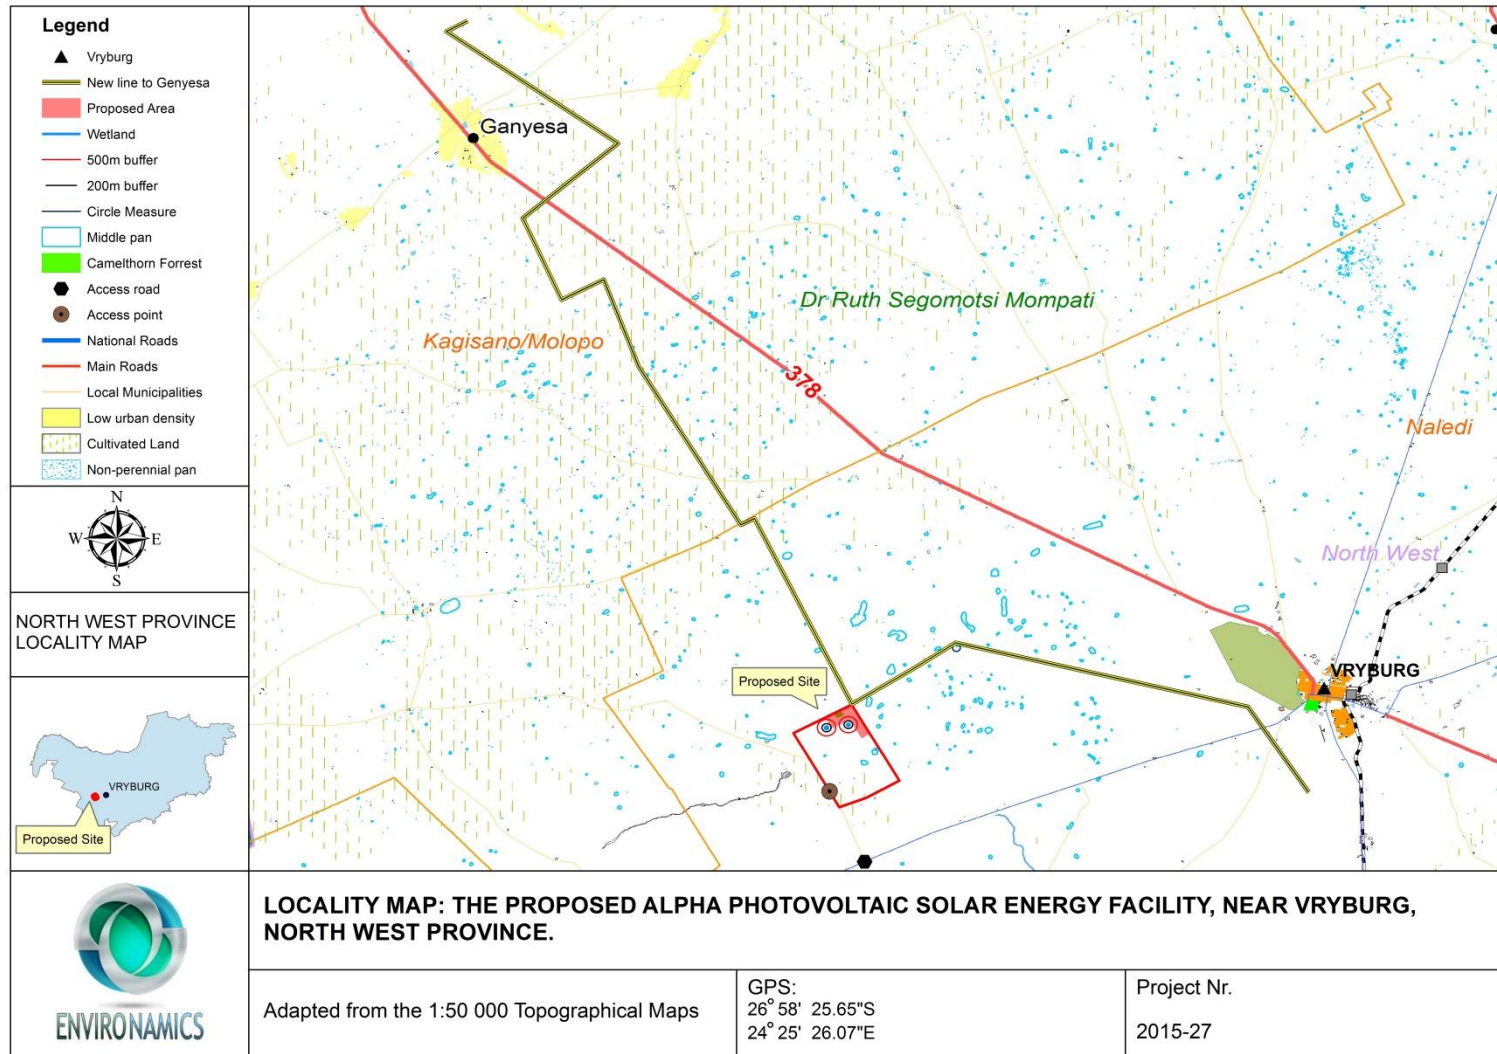 Legend
Vryburg
New line to Genyesa
Proposed Area
Wetland
500m buffer
200m buffer
Circle Measure
Middle pan
Camelthorn Forrest
Access road
Access point
National Roads
Main Roads
Local Municipalities
Low urban density
Cultivated Land
Non-perennial pan
N
W E
S
NORTH WEST PROVINCE
LOCALITY MAP
VRYBURG
Proposed Site
ENVIRONAMICS
Ganyesa
Dr Ruth Segomotsi Mompati
Kagisano/Molopo
378
Naledi
North West
Proposed Site
VRYBURG
LOCALITY MAP: THE PROPOSED ALPHA PHOTOVOLTAIC SOLAR ENERGY FACILITY, NEAR VRYBURG,
NORTH WEST PROVINCE.
Adapted from the 1:50 000 Topographical Maps
GPS:
26° 58' 25.65"S
24° 25' 26.07"E
Project Nr.
2015-27